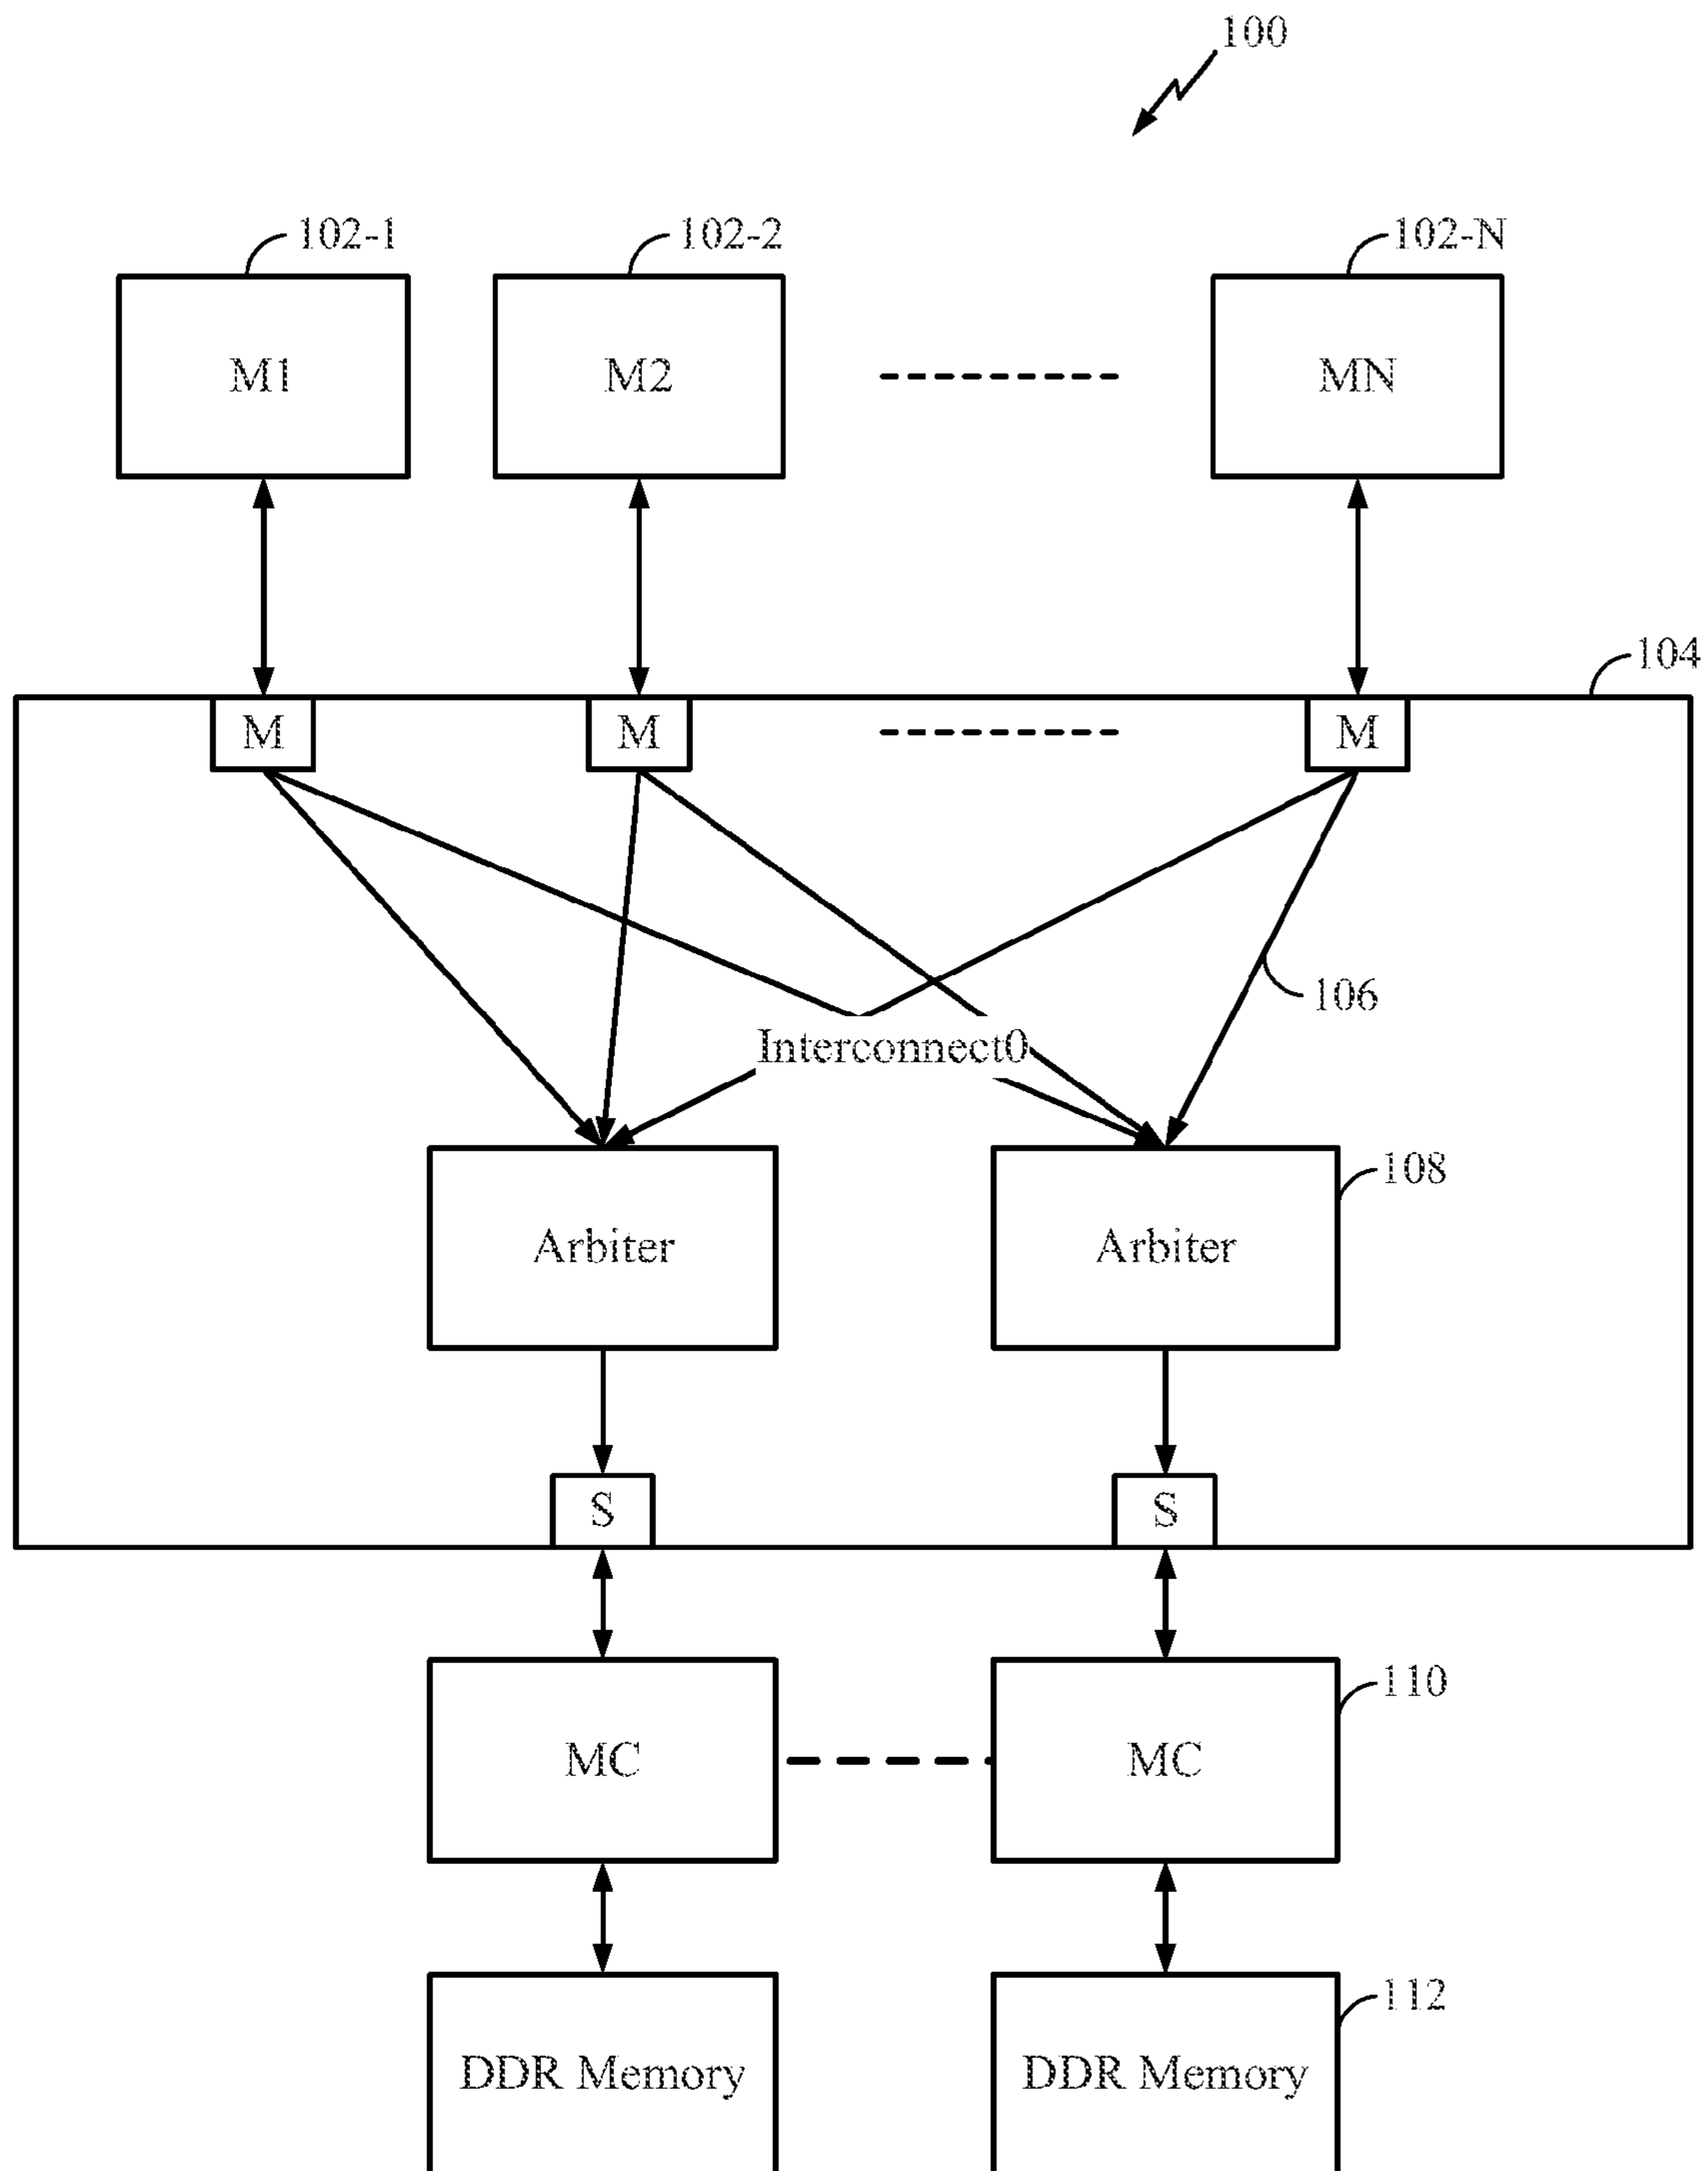 100
102-1
102-2
102-N
M1
M2
MN
104
M
M
M
106
Interconnect0
108
Arbiter
Arbiter
S
S
110
MC
MC
112
DDR Memory
DDR Memory